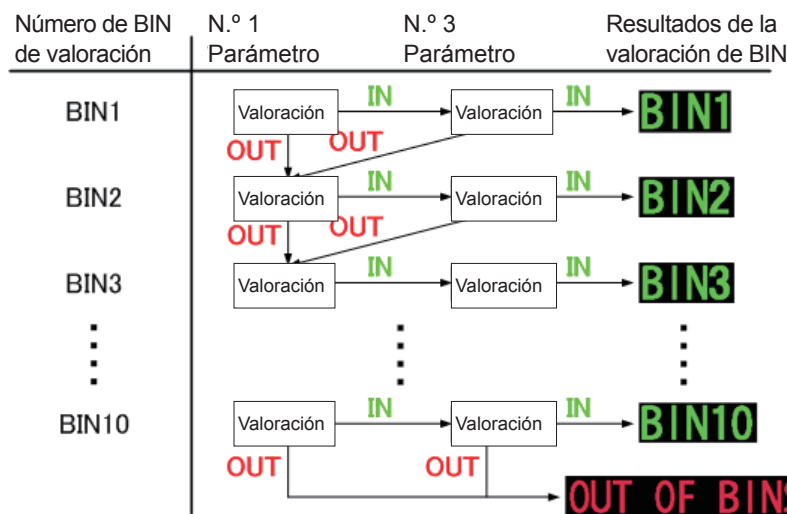 Número de BIN de valoración
N.º 1 Parámetro
N.º 3 Parámetro
Resultados de la valoración de BIN
BIN1
Valoración
IN
Valoración
IN
BIN1
OUT
OUT
BIN2
Valoración
IN
Valoración
IN
BIN2
OUT
OUT
BIN3
Valoración
IN
Valoración
IN
BIN3
BIN10
Valoración
IN
Valoración
IN
BIN10
OUT
OUT
OUT OF BINS